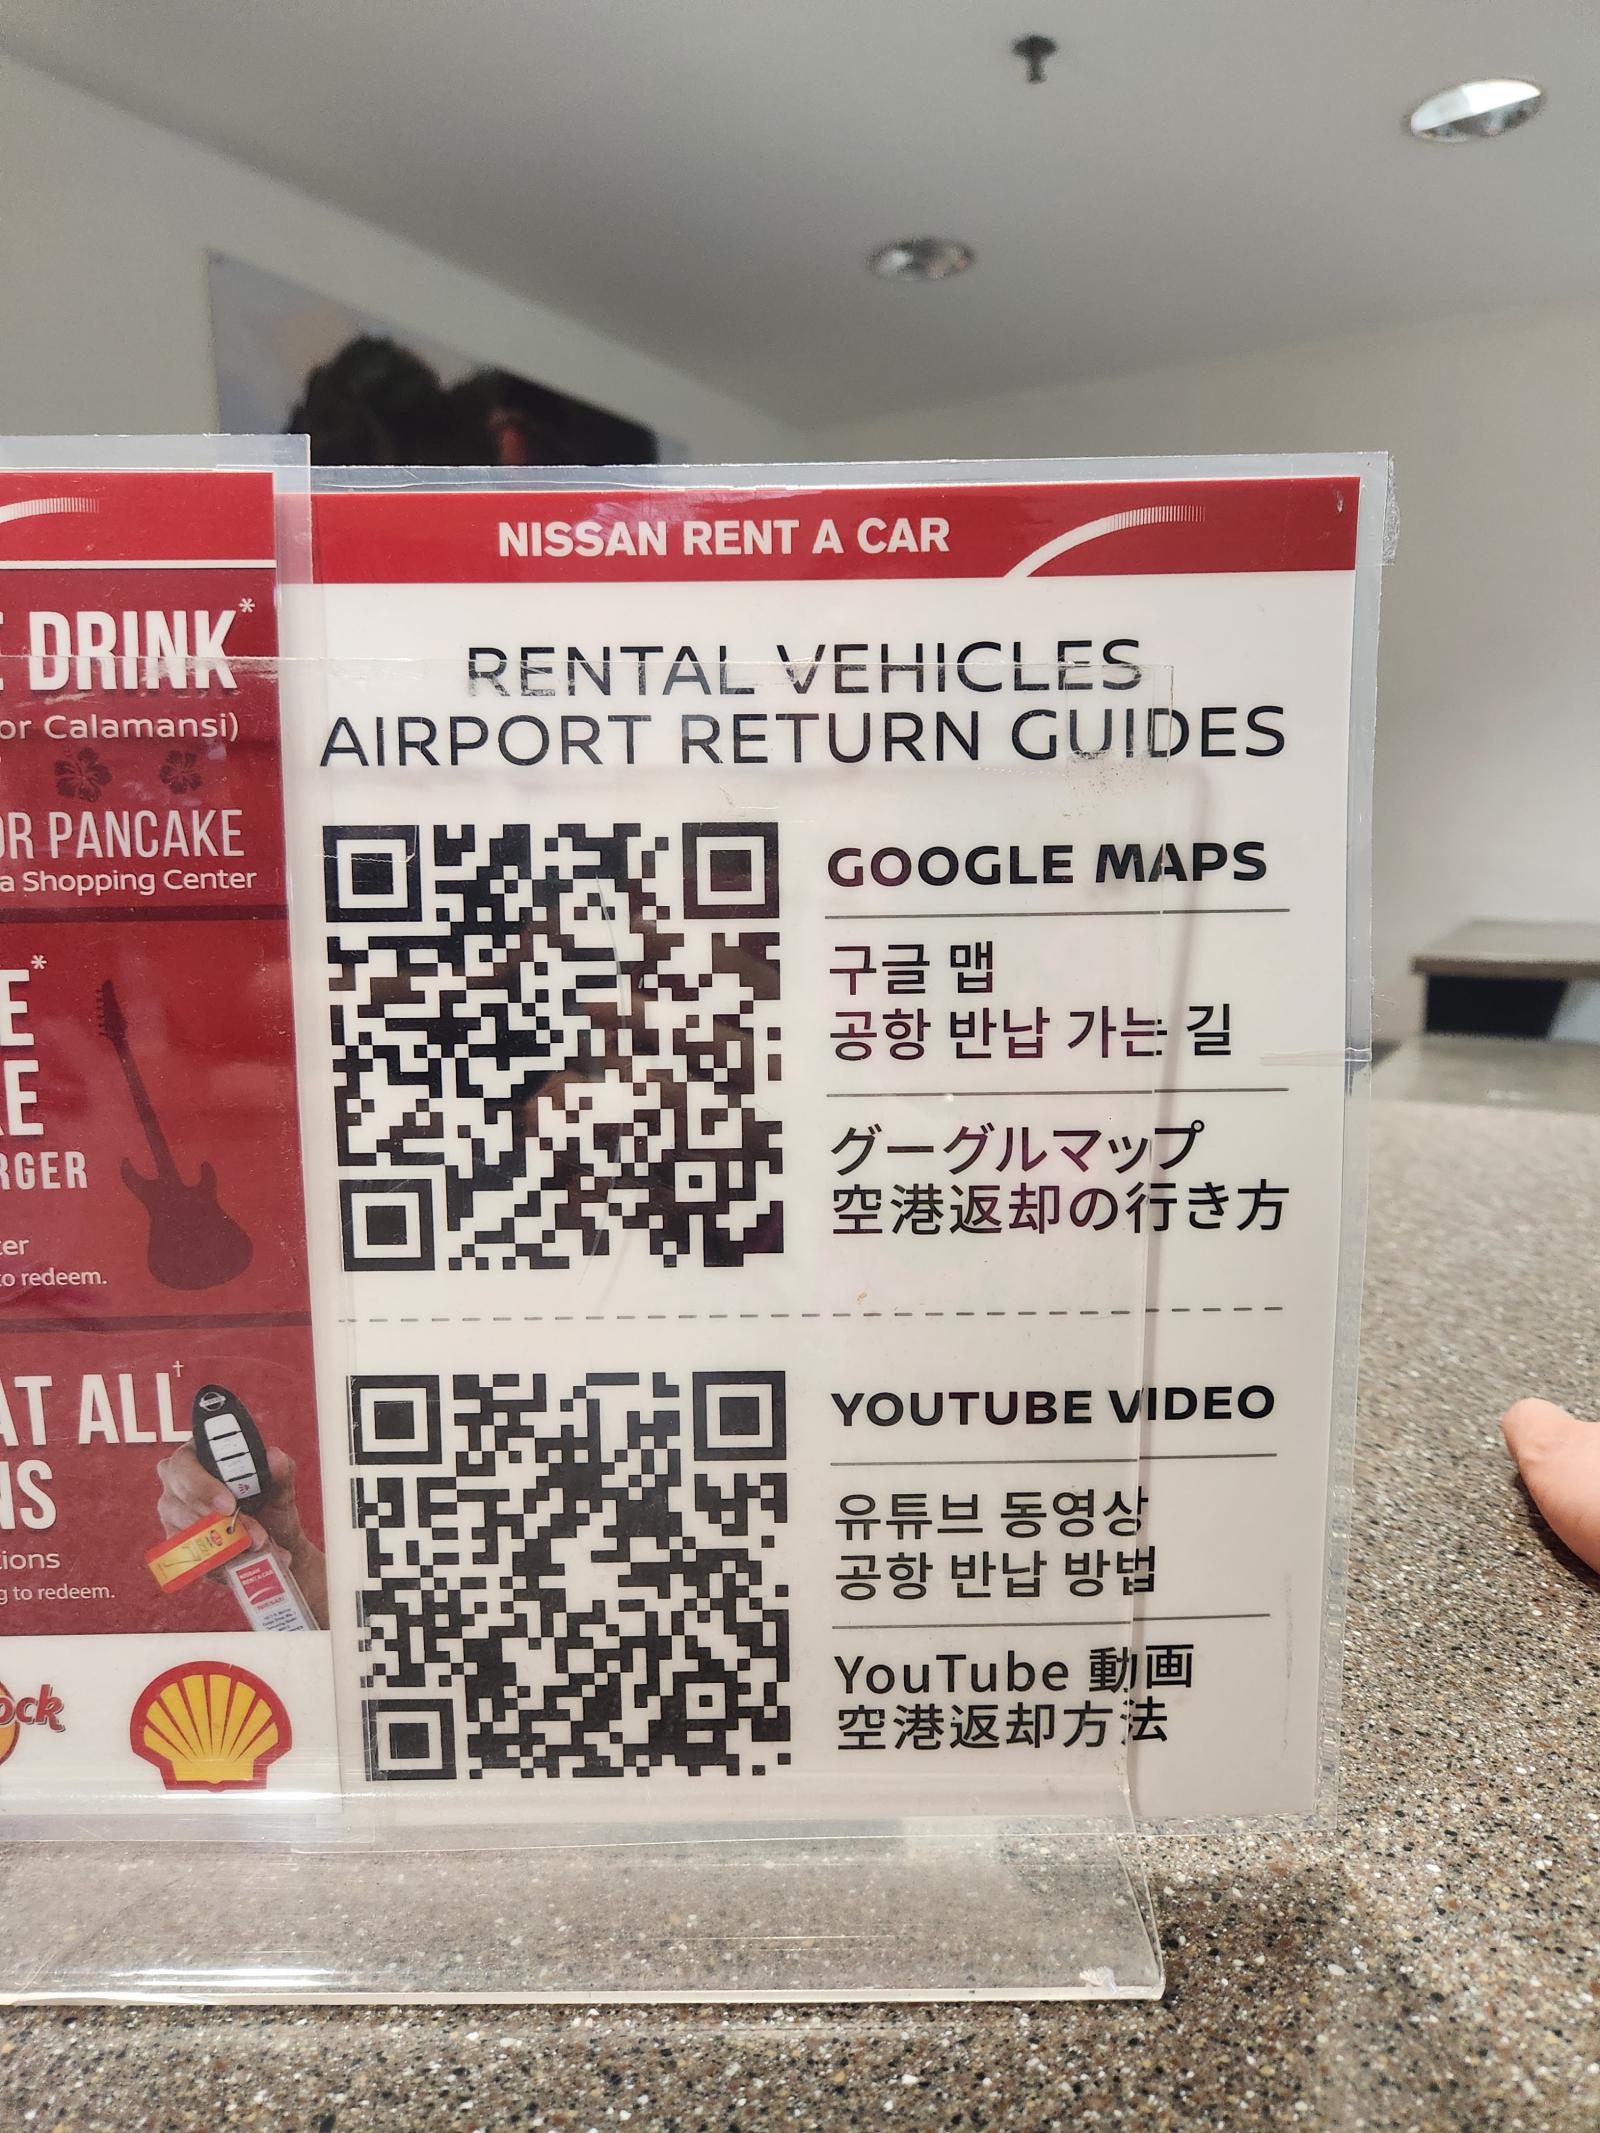 DRINK*
or Calamansi)
OR PANCAKE
a Shopping Center
*
RGER
to redeem.
AT ALL†
g to redeem.
NISSAN RENT A CAR
RENTAL VEHICLES
AIRPORT RETURN GUIDES
GOOGLE MAPS
구글 맵
공항 반납 가는 길
グーグルマップ
空港返却の行き方
YOUTUBE VIDEO
유튜브 동영상
공항 반납 방법
YouTube 動画
空港返却方法